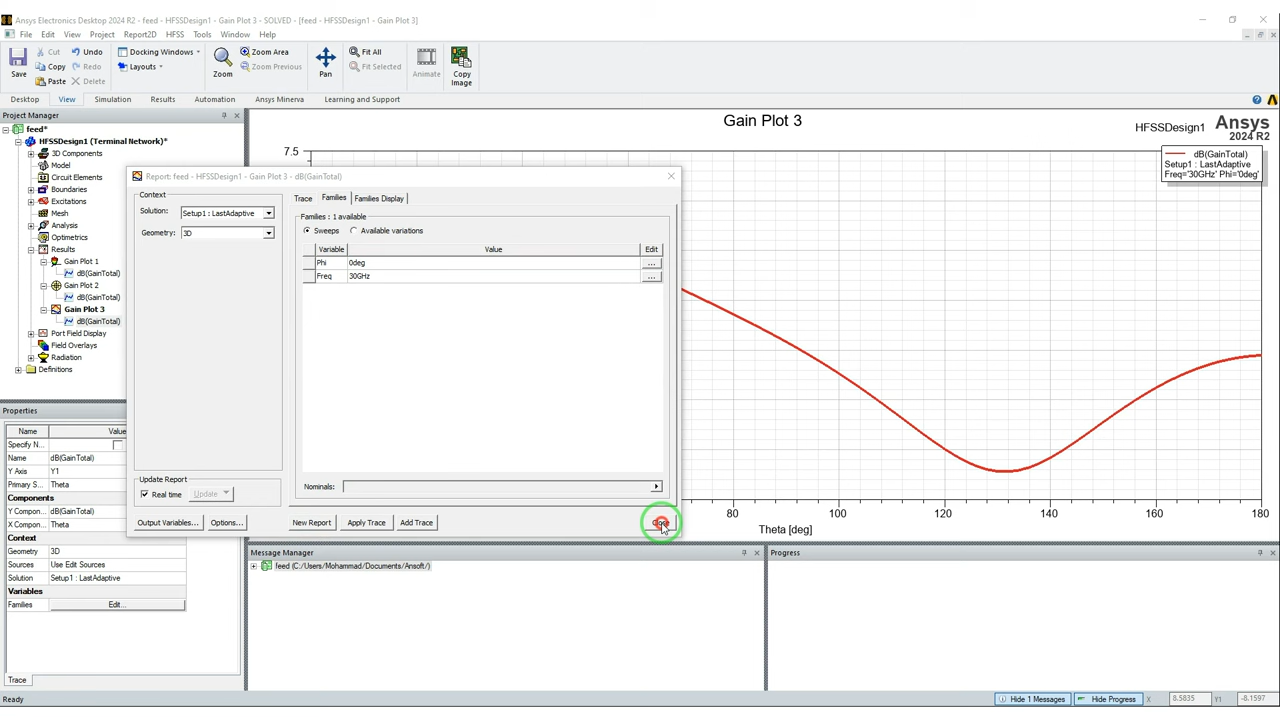 Ansys Electronics Desktop 2024 R2 - feed - HFSSDesign1 - Gain Plot 3 - SOLVED - [feed - HFSSDesign1 - Gain Plot 3]
File Edit View Project Report2D HFSS Tools Window Help
Save Cut Copy Paste Undo Redo Delete Docking Windows Layouts Zoom Zoom Area Zoom Previous Pan Fit All Fit Selected Animate Copy Image
Desktop View Simulation Results Automation Ansys Minerva Learning and Support
Project Manager
feed*
HFSSDesign1 (Terminal Network)*
3D Components
Model
Circuit Elements
Boundaries
Excitations
Mesh
Analysis
Optimetrics
Results
Gain Plot 1
dB(GainTotal)
Gain Plot 2
dB(GainTotal)
Gain Plot 3
dB(GainTotal)
Port Field Display
Field Overlays
Radiation
Definitions
Properties
Name Value
Specify N...
Name dB(GainTotal)
Y Axis Y1
Primary S... Theta
Components
Y Compon... dB(GainTotal)
X Compon... Theta
Context
Geometry 3D
Sources Use Edit Sources
Solution Setup1 : LastAdaptive
Variables
Families Edit...
Trace
Gain Plot 3
HFSSDesign1
Ansys
2024 R2
dB(GainTotal)
Setup1 : LastAdaptive
Freq='30GHz' Phi='0deg'
7.5
80 100 120 140 160 180
Theta [deg]
Report: feed - HFSSDesign1 - Gain Plot 3 - dB(GainTotal)
Context
Solution: Setup1 : LastAdaptive
Geometry: 3D
Trace Families Families Display
Families : 1 available
Sweeps Available variations
Variable Value Edit
Phi 0deg ...
Freq 30GHz ...
Nominals:
Update Report
Real time Update
Output Variables... Options... New Report Apply Trace Add Trace Close
Message Manager
feed (C:/Users/Mohammad/Documents/Ansoft/)
Progress
Ready
Hide 1 Messages Hide Progress X 8.5835 Y1 -8.1597